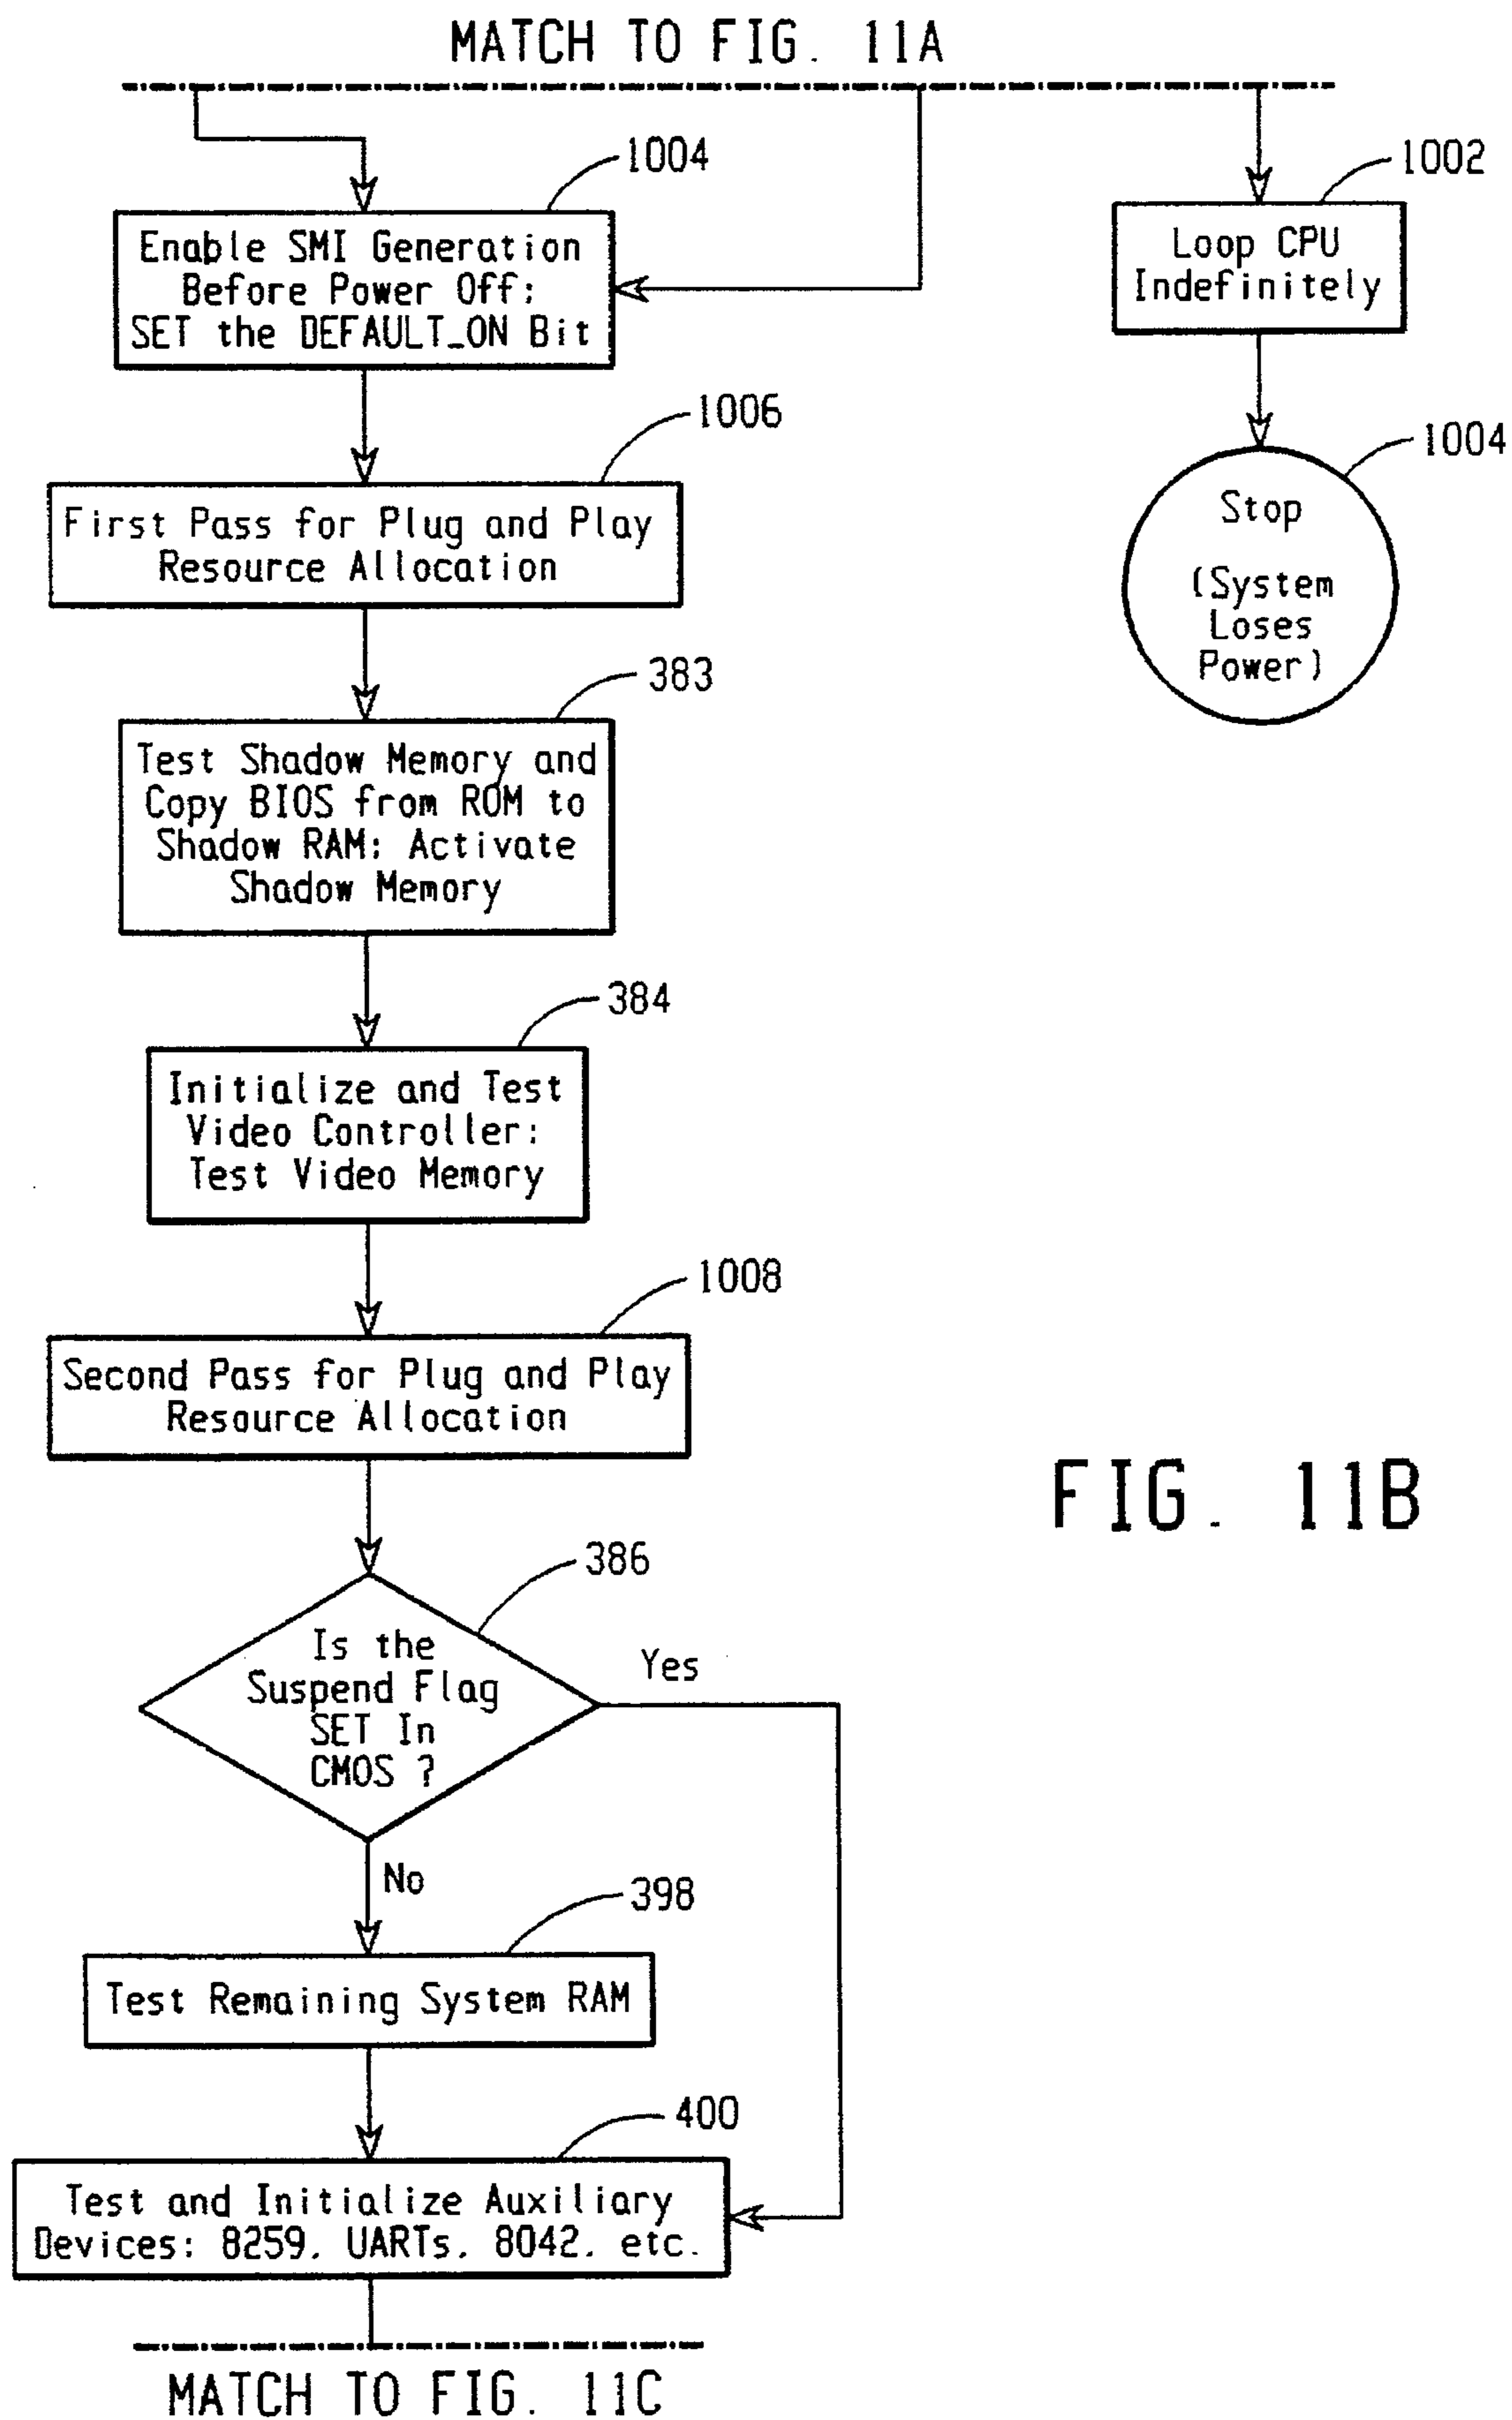 MATCH TO FIG. 11A
1004
Enable SMI Generation
Before Power Off;
SET the DEFAULT_ON Bit
1002
Loop CPU
Indefinitely
1006
First Pass for Plug and Play
Resource Allocation
1004
Stop
(System
Loses
Power)
383
Test Shadow Memory and
Copy BIOS from ROM to
Shadow RAM; Activate
Shadow Memory
384
Initialize and Test
Video Controller;
Test Video Memory
1008
Second Pass for Plug and Play
Resource Allocation
FIG. 11B
386
Is the
Suspend Flag
SET In
CMOS ?
Yes
No
398
Test Remaining System RAM
400
Test and Initialize Auxiliary
Devices: 8259, UARTs, 8042, etc.
MATCH TO FIG. 11C